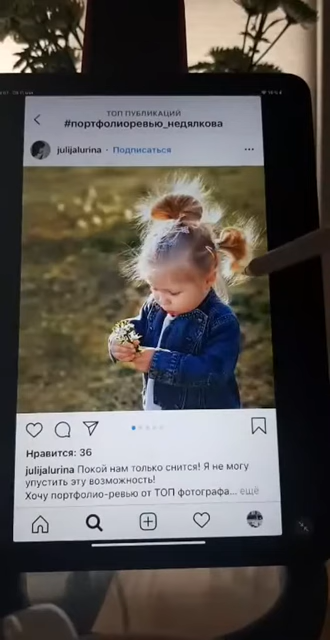 ТОП ПУБЛИКАЦИЙ
#портфолиоревью_недялкова
julijalurina · Подписаться
Нравится: 36
julijalurina Покой нам только снится! Я не могу
упустить эту возможность!
Хочу портфолио-ревью от ТОП фотографа... ещё